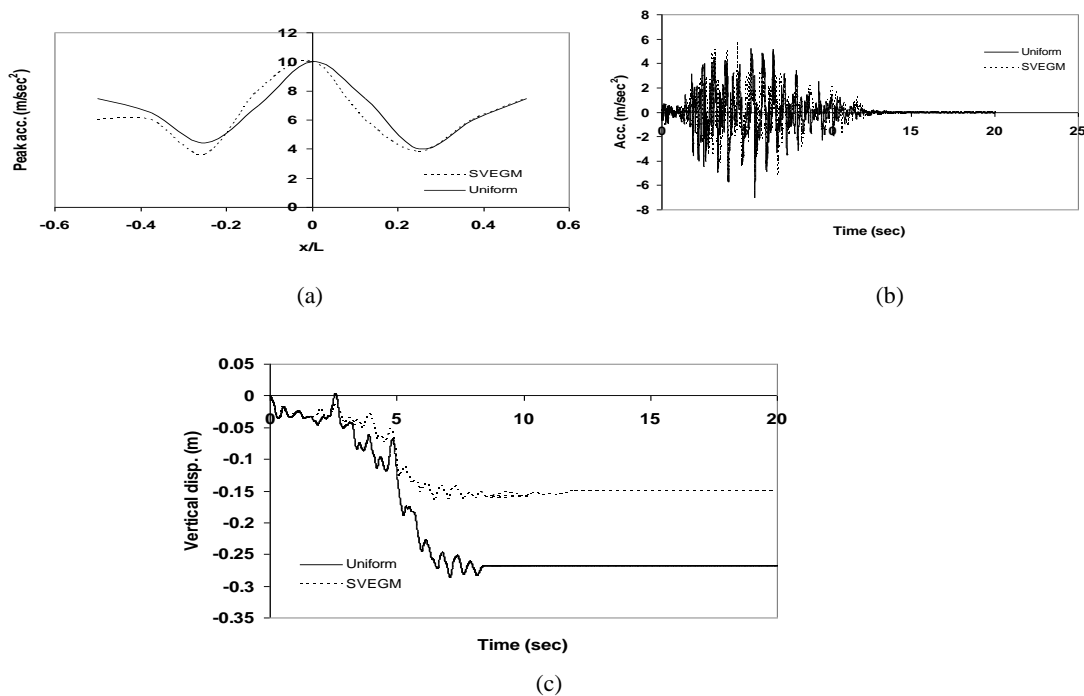 12
10
8
6
4
2
0
Peak acc. (m/sec²)
SVEGM
Uniform
-0.6 -0.4 -0.2 0 0.2 0.4 0.6
x/L
(a)
8
6
4
2
0
-2
-4
-6
-8
Acc. (m/sec²)
Uniform
SVEGM
0 5 10 15 20 25
Time (sec)
(b)
0.05
0
-0.05
-0.1
-0.15
-0.2
-0.25
-0.3
-0.35
Vertical disp. (m)
0 5 10 15 20
Uniform
SVEGM
Time (sec)
(c)